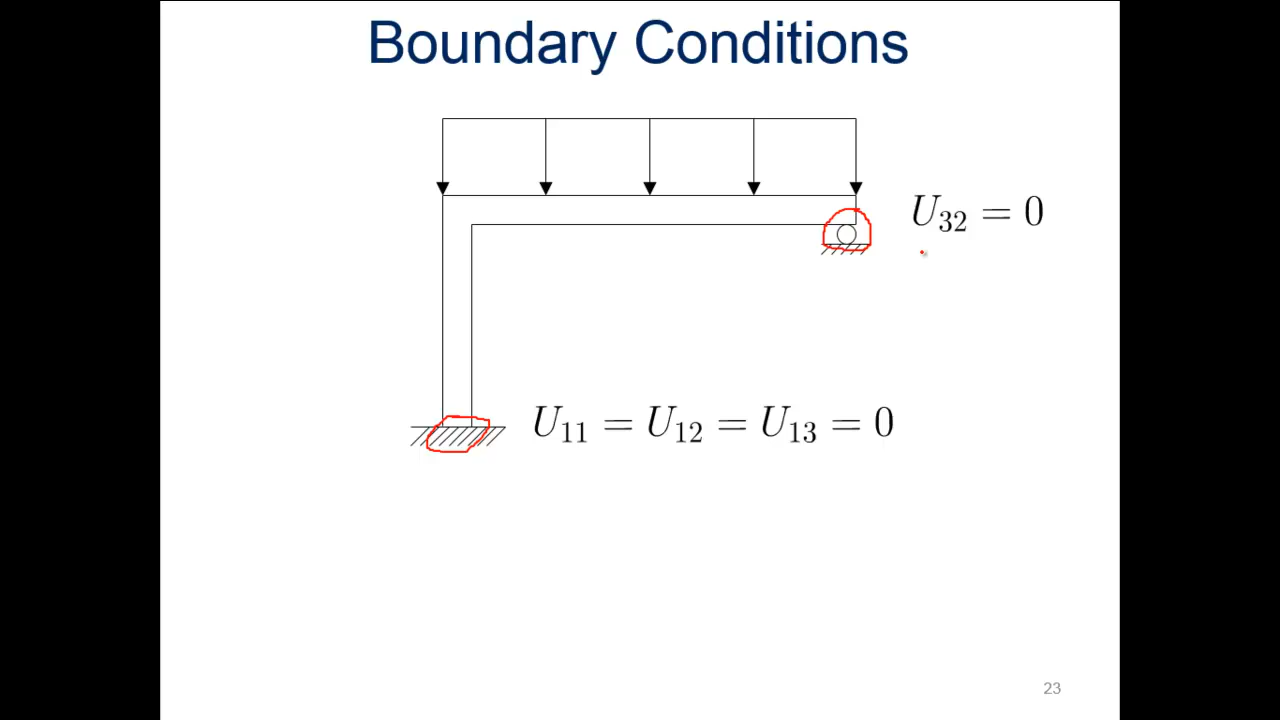 Boundary Conditions
U₃₂ = 0
U₁₁ = U₁₂ = U₁₃ = 0
23